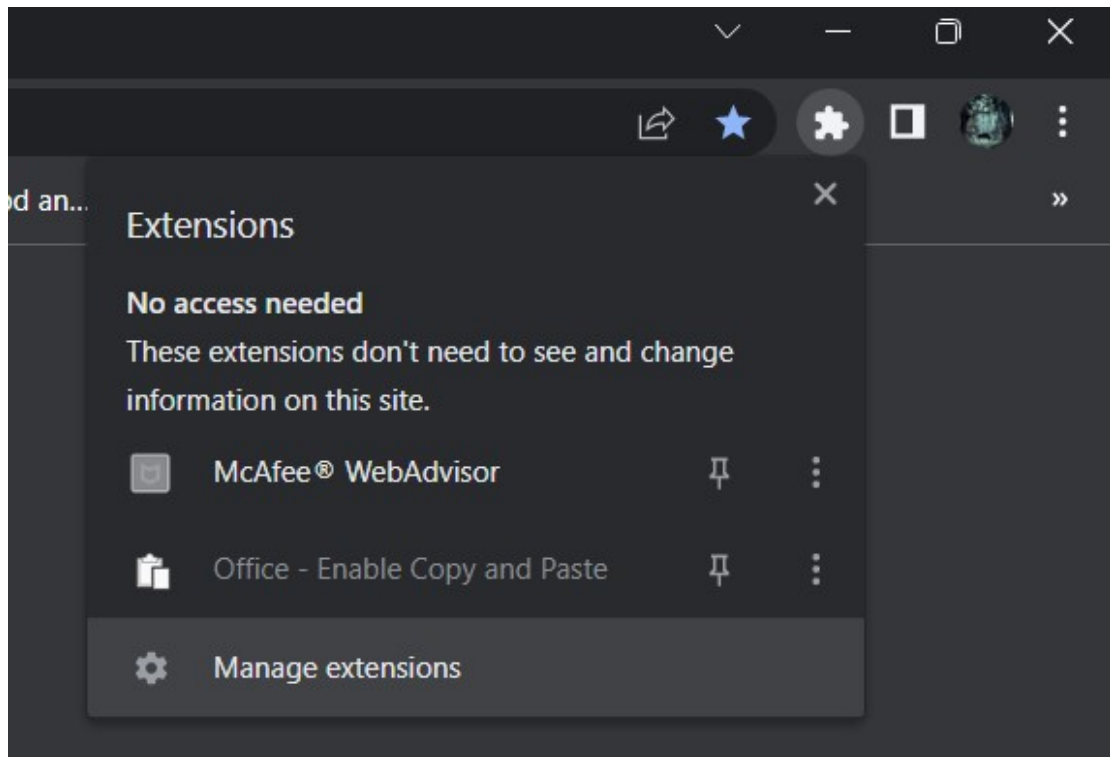 od an...
»
Extensions
No access needed
These extensions don't need to see and change
information on this site.
McAfee® WebAdvisor
Office - Enable Copy and Paste
Manage extensions